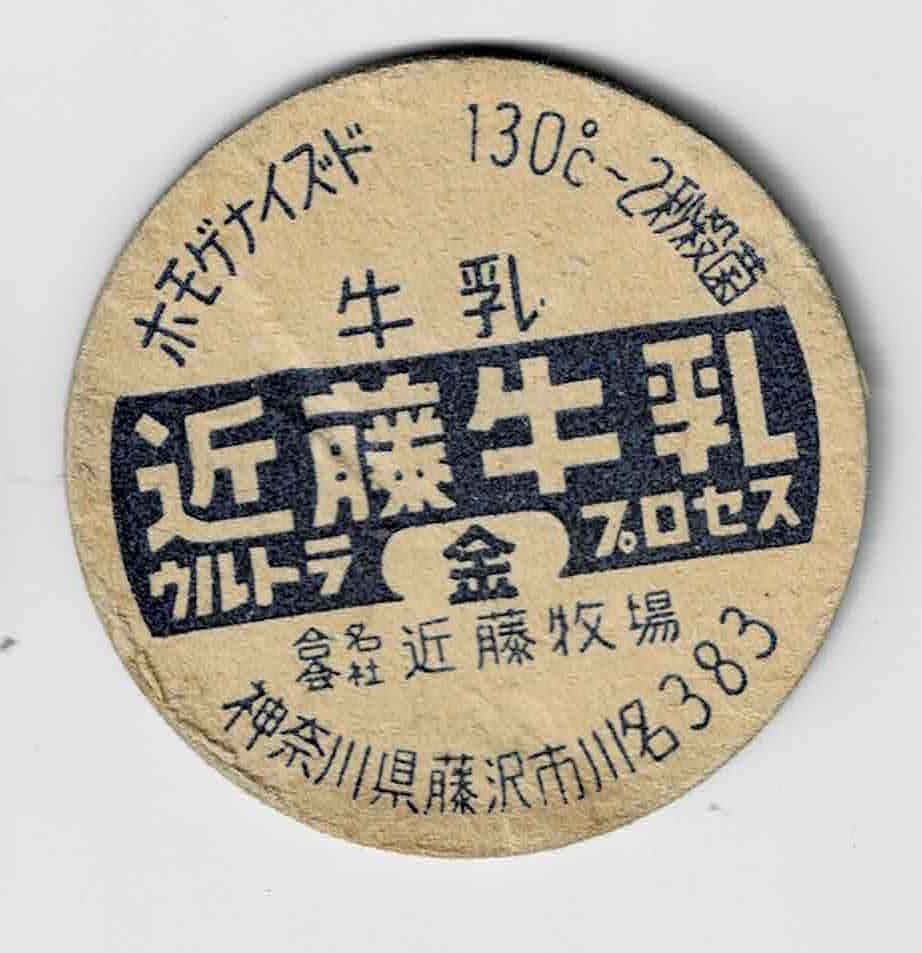 ホモゲナイズド
130℃~2秒殺菌
牛乳
近藤牛乳
ウルトラ 金 プロセス
合名会社 近藤牧場
神奈川県藤沢市川名383